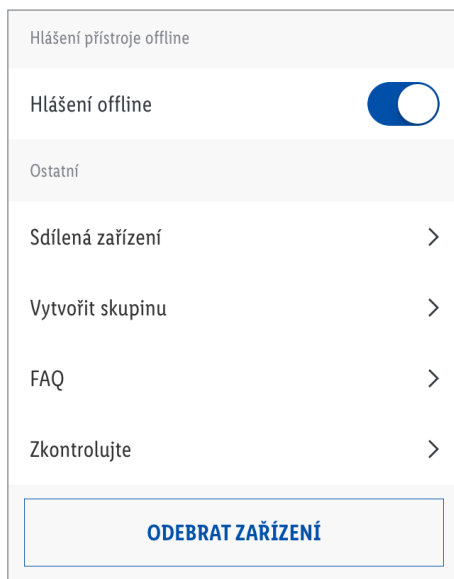 Hlášení přístroje offline
Hlášení offline
Ostatní
Sdílená zařízení
Vytvořit skupinu
FAQ
Zkontrolujte
ODEBRAT ZAŘÍZENÍ